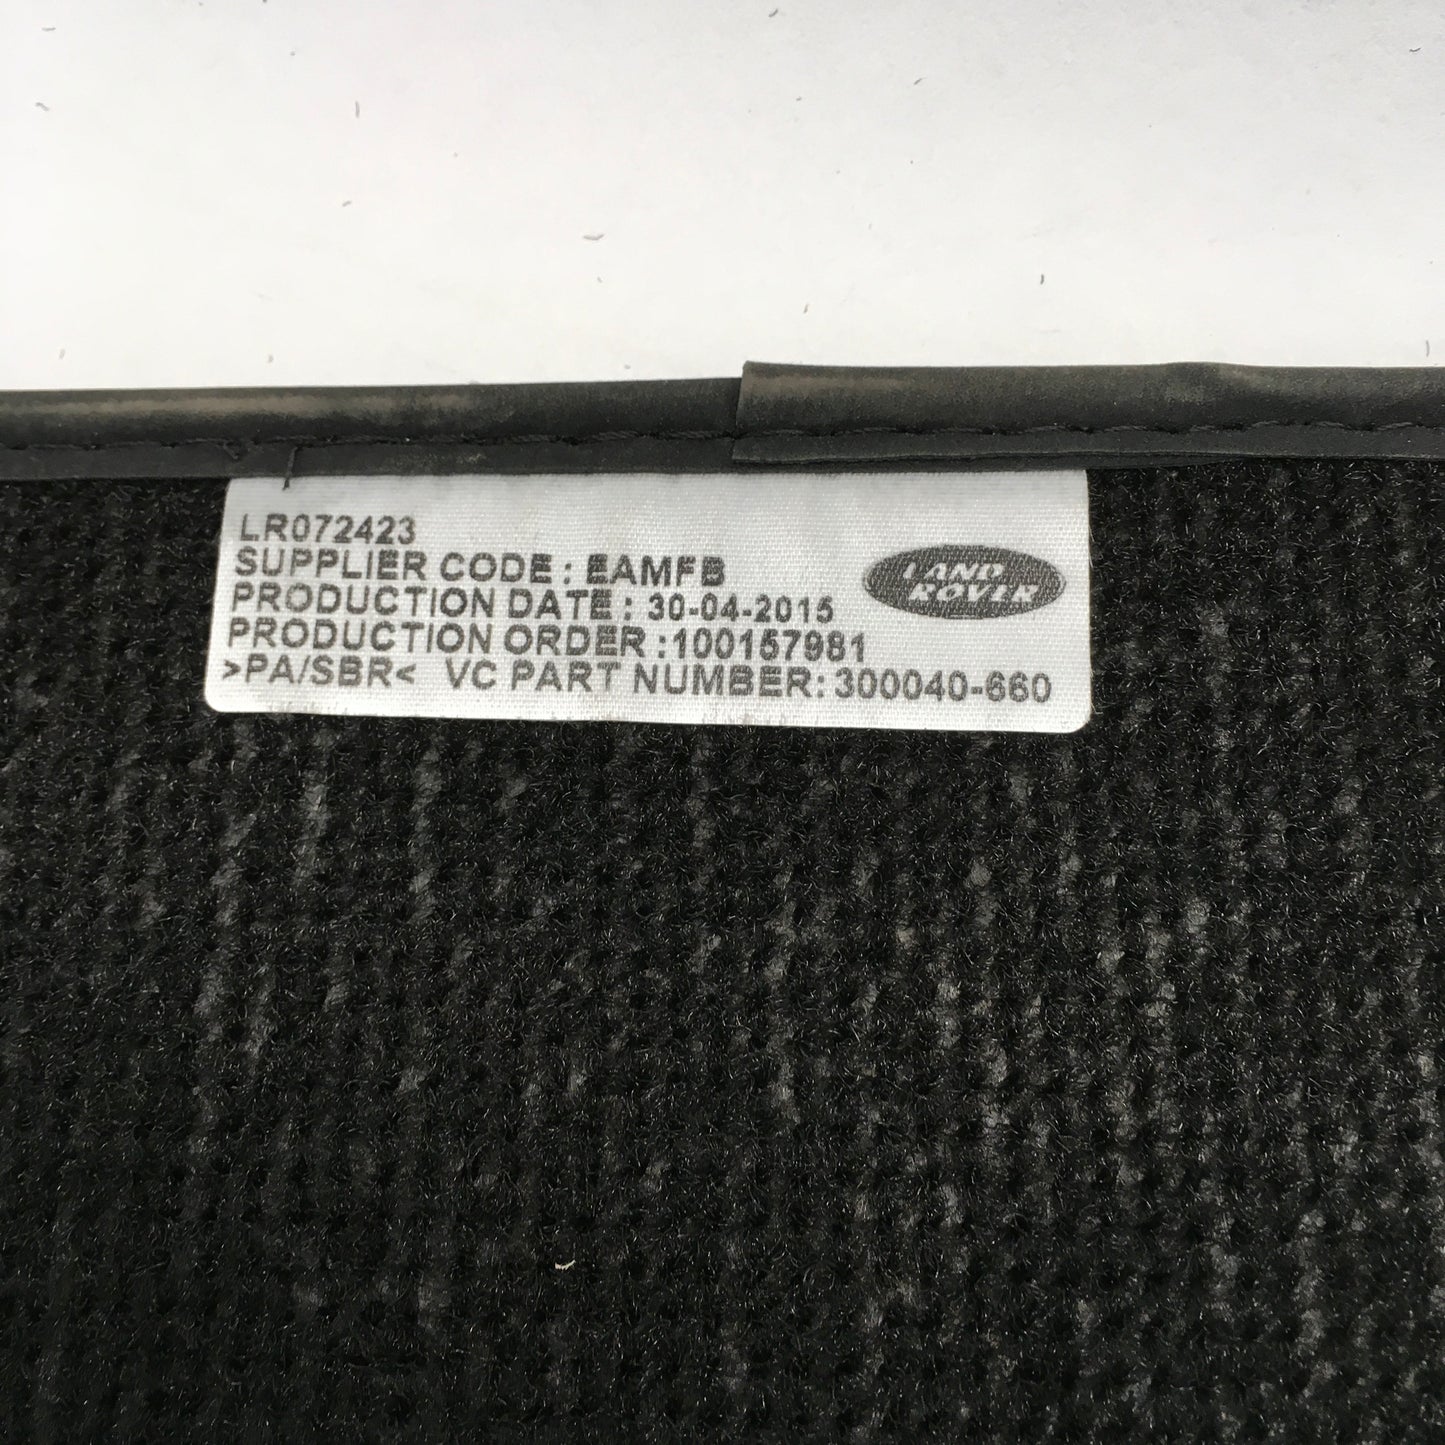 LR072423
SUPPLIER CODE : EAMFB
PRODUCTION DATE : 30-04-2015
PRODUCTION ORDER :100157981
>PA/SBR< VC PART NUMBER: 300040-660
LAND
ROVER